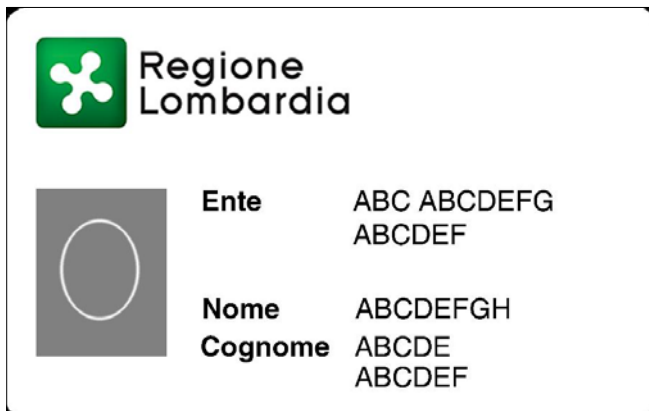 Regione
Lombardia
Ente ABC ABCDEFG
ABCDEF
Nome ABCDEFGH
Cognome ABCDE
ABCDEF